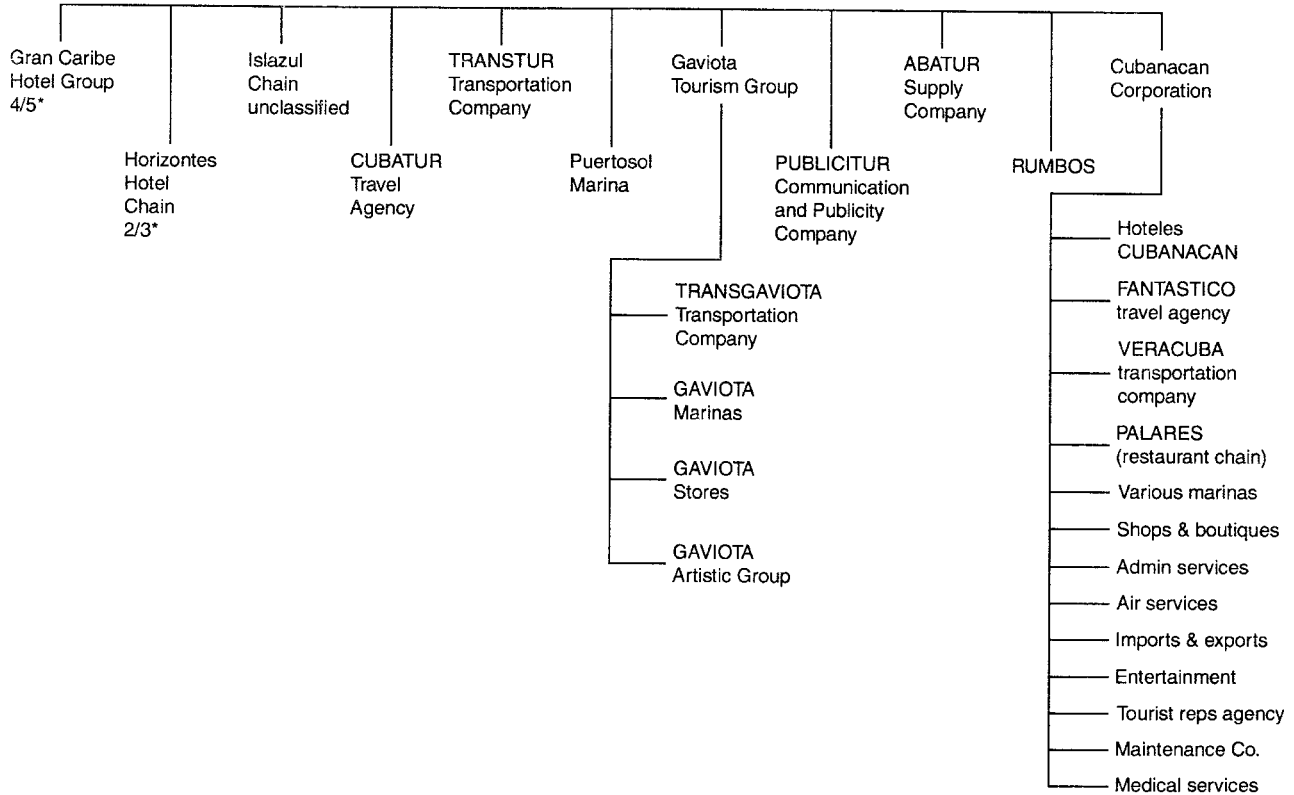 Gran Caribe
Hotel Group
4/5*
Horizontes
Hotel
Chain
2/3*
Islazul
Chain
unclassified
CUBATUR
Travel
Agency
TRANSTUR
Transportation
Company
Puertosol
Marina
Gaviota
Tourism Group
TRANSGAVIOTA
Transportation
Company
GAVIOTA
Marinas
GAVIOTA
Stores
GAVIOTA
Artistic Group
PUBLICITUR
Communication
and Publicity
Company
ABATUR
Supply
Company
RUMBOS
Cubanacan
Corporation
Hoteles
CUBANACAN
FANTASTICO
travel agency
VERACUBA
transportation
company
PALARES
(restaurant chain)
Various marinas
Shops & boutiques
Admin services
Air services
Imports & exports
Entertainment
Tourist reps agency
Maintenance Co.
Medical services